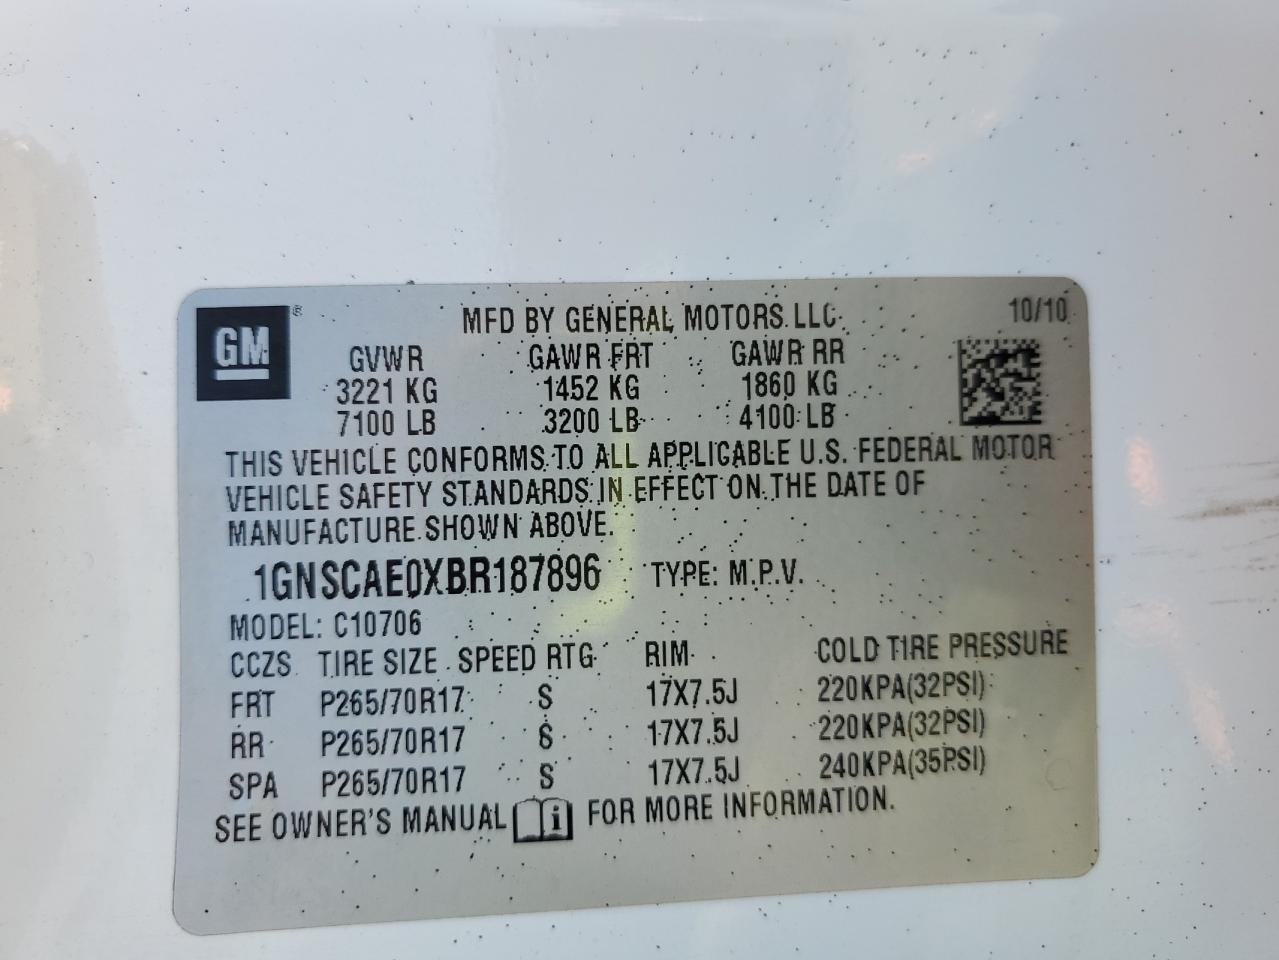 GM ® MFD BY GENERAL MOTORS LLC 10/10
GVWR GAWR FRT GAWR RR
3221 KG 1452 KG 1860 KG
7100 LB 3200 LB 4100 LB
THIS VEHICLE CONFORMS TO ALL APPLICABLE U.S. FEDERAL MOTOR
VEHICLE SAFETY STANDARDS IN EFFECT ON THE DATE OF
MANUFACTURE SHOWN ABOVE.
1GNSCAE0XBR187896 TYPE: M.P.V.
MODEL: C10706
CCZS TIRE SIZE SPEED RTG RIM COLD TIRE PRESSURE
FRT P265/70R17 S 17X7.5J 220KPA(32PSI)
RR P265/70R17 S 17X7.5J 220KPA(32PSI)
SPA P265/70R17 S 17X7.5J 240KPA(35PSI)
SEE OWNER'S MANUAL i FOR MORE INFORMATION.